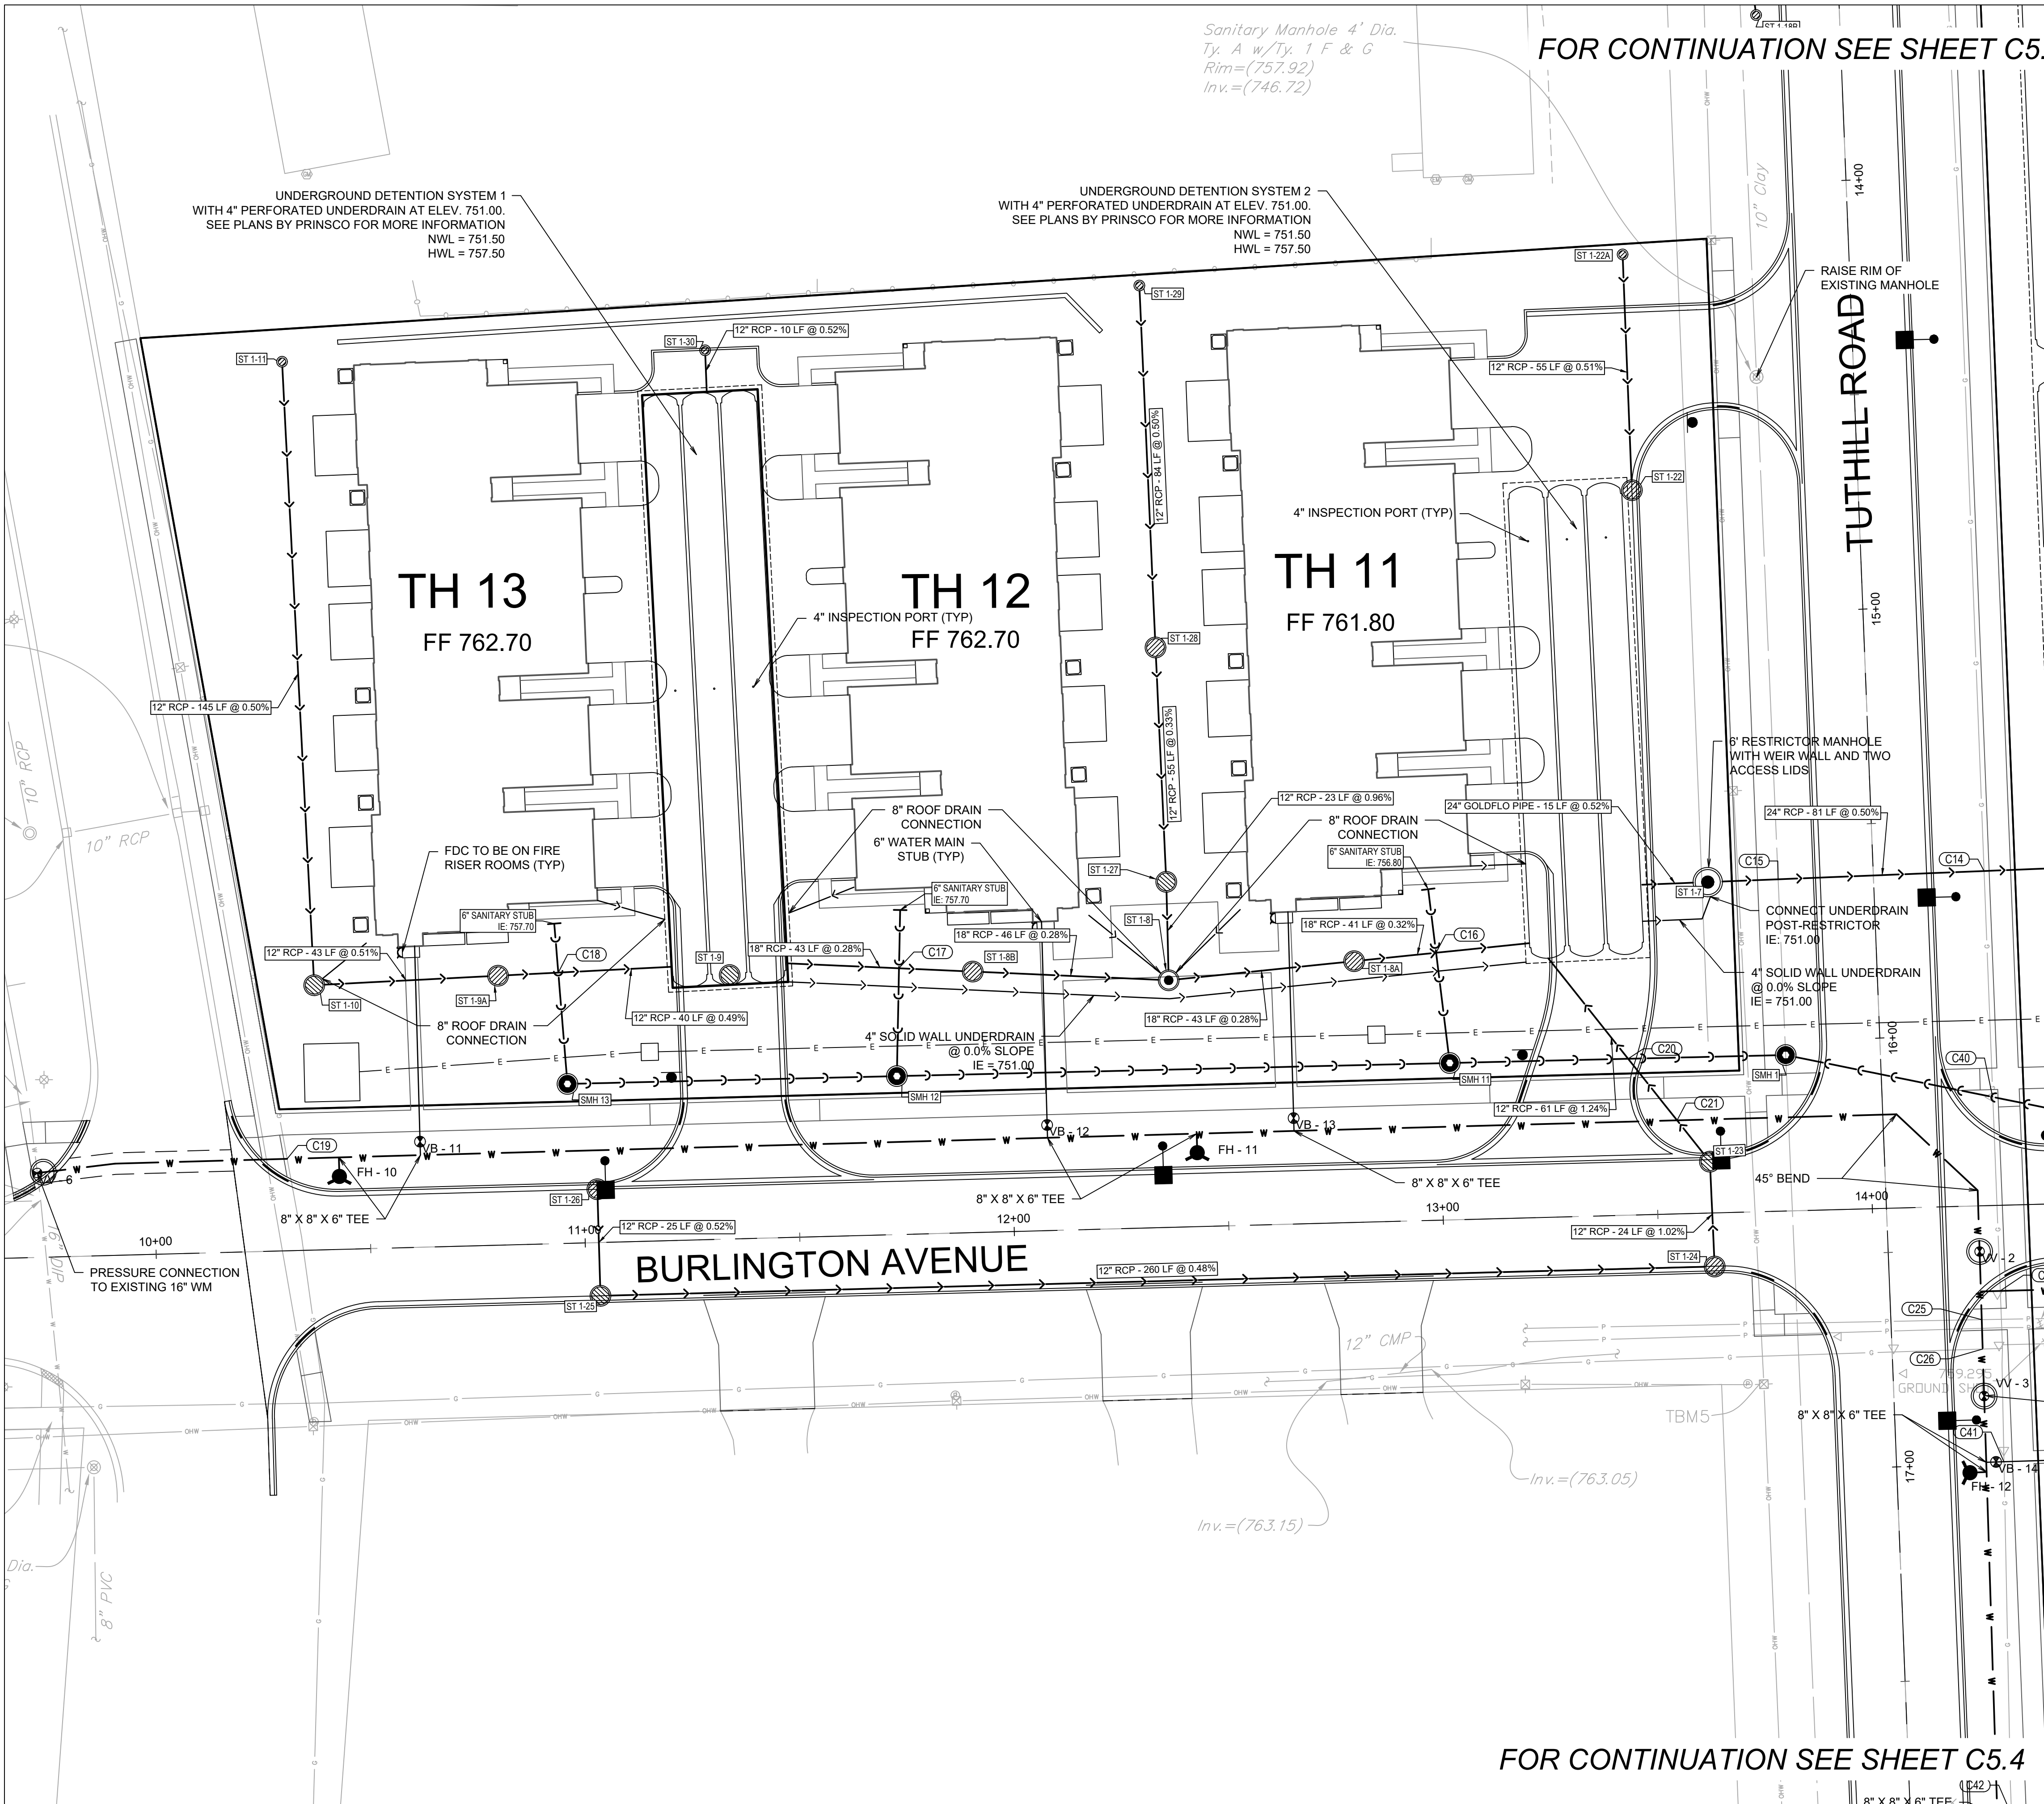 Sanitary Manhole 4' Dia.
Ty. A w/Ty. 1 F & G
Rim=(757.92)
Inv.=(746.72)
ST 1-18B
FOR CONTINUATION SEE SHEET C5.
UNDERGROUND DETENTION SYSTEM 1
WITH 4" PERFORATED UNDERDRAIN AT ELEV. 751.00.
SEE PLANS BY PRINSCO FOR MORE INFORMATION
NWL = 751.50
HWL = 757.50
UNDERGROUND DETENTION SYSTEM 2
WITH 4" PERFORATED UNDERDRAIN AT ELEV. 751.00.
SEE PLANS BY PRINSCO FOR MORE INFORMATION
NWL = 751.50
HWL = 757.50
10" Clay
14+00
ST 1-22A
RAISE RIM OF
EXISTING MANHOLE
ST 1-29
12" RCP - 10 LF @ 0.52%
ST 1-30
ST 1-11
12" RCP - 55 LF @ 0.51%
TUTHILL ROAD
12" RCP - 84 LF @ 0.50%
ST 1-22
4" INSPECTION PORT (TYP)
TH 13
FF 762.70
TH 12
FF 762.70
TH 11
FF 761.80
4" INSPECTION PORT (TYP)
15+00
ST 1-28
12" RCP - 145 LF @ 0.50%
12" RCP - 55 LF @ 0.33%
6' RESTRICTOR MANHOLE
WITH WEIR WALL AND TWO
ACCESS LIDS
10" RCP
10" RCP
12" RCP - 23 LF @ 0.96%
24" GOLDFLO PIPE - 15 LF @ 0.52%
24" RCP - 81 LF @ 0.50%
8" ROOF DRAIN
CONNECTION
6" WATER MAIN
STUB (TYP)
8" ROOF DRAIN
CONNECTION
FDC TO BE ON FIRE
RISER ROOMS (TYP)
6" SANITARY STUB
IE: 756.80
C15
C14
ST 1-27
ST 1-7
6" SANITARY STUB
IE: 757.70
6" SANITARY STUB
IE: 757.70
ST 1-8
CONNECT UNDERDRAIN
POST-RESTRICTOR
IE: 751.00
18" RCP - 41 LF @ 0.32%
18" RCP - 46 LF @ 0.28%
C16
12" RCP - 43 LF @ 0.51%
C18
18" RCP - 43 LF @ 0.28%
C17
ST 1-9
ST 1-8B
ST 1-8A
4" SOLID WALL UNDERDRAIN
@ 0.0% SLOPE
IE = 751.00
ST 1-10
ST 1-9A
12" RCP - 40 LF @ 0.49%
18" RCP - 43 LF @ 0.28%
8" ROOF DRAIN
CONNECTION
4" SOLID WALL UNDERDRAIN
@ 0.0% SLOPE
IE = 751.00
16+00
C20
C40
SMH 13
SMH 12
SMH 11
SMH 1
12" RCP - 61 LF @ 1.24%
C21
C19
VB - 11
VB - 12
VB - 13
FH - 10
FH - 11
ST 1-23
6
45° BEND
8" X 8" X 6" TEE
8" X 8" X 6" TEE
8" X 8" X 6" TEE
ST 1-26
14+00
13+00
12+00
11+00
10+00
12" RCP - 25 LF @ 0.52%
12" RCP - 24 LF @ 1.02%
16" DIP
BURLINGTON AVENUE
ST 1-24
VV - 2
PRESSURE CONNECTION
TO EXISTING 16" WM
12" RCP - 260 LF @ 0.48%
ST 1-25
C25
12" CMP
C26
GROUND
VV - 3
TBM5
8" X 8" X 6" TEE
C41
17+00
VB - 14
FH - 12
Inv.=(763.05)
Inv.=(763.15)
Dia.
8" PVC
FOR CONTINUATION SEE SHEET C5.4
C42
8" X 8" X 6" TEE